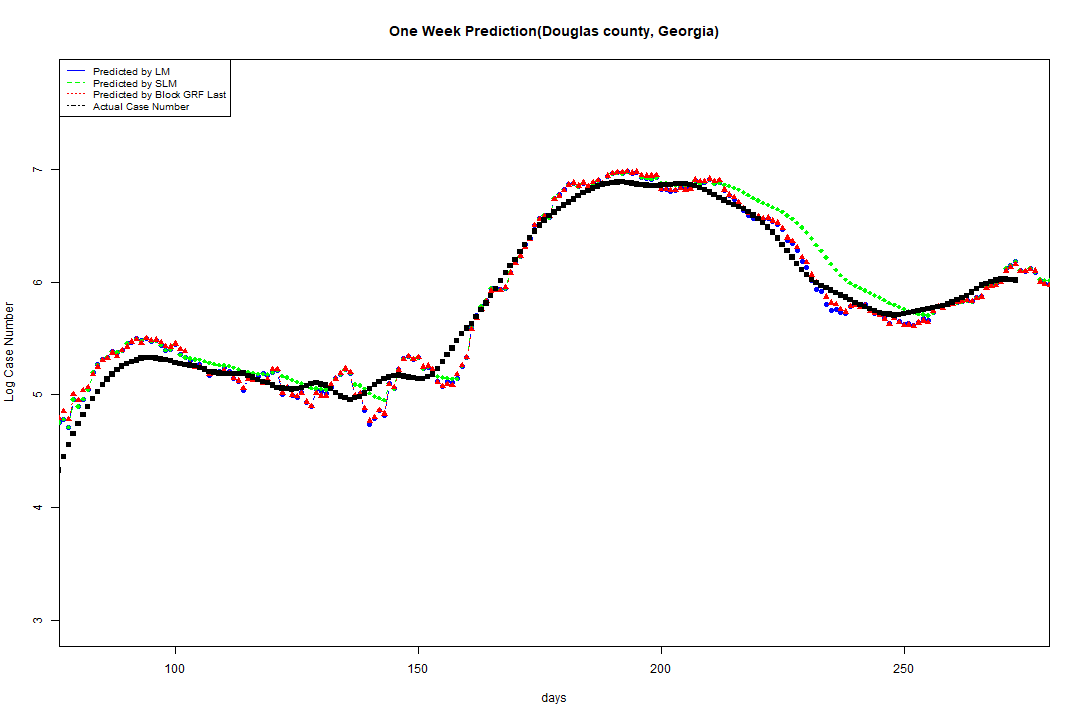 One Week Prediction(Douglas county, Georgia)
Predicted by LM
Predicted by SLM
Predicted by Block GRF Last
Actual Case Number
7
6
5
4
3
Log Case Number
100 150 200 250
days